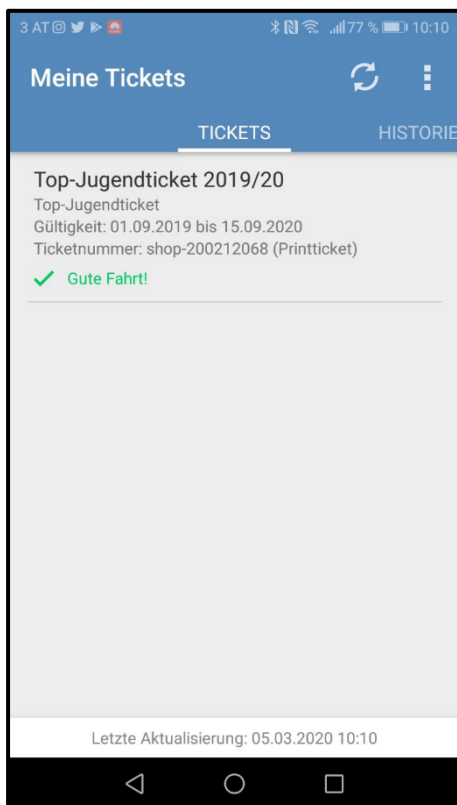 3 AT 77 % 10:10
Meine Tickets
TICKETS HISTORIE
Top-Jugendticket 2019/20
Top-Jugendticket
Gültigkeit: 01.09.2019 bis 15.09.2020
Ticketnummer: shop-200212068 (Printticket)
Gute Fahrt!
Letzte Aktualisierung: 05.03.2020 10:10